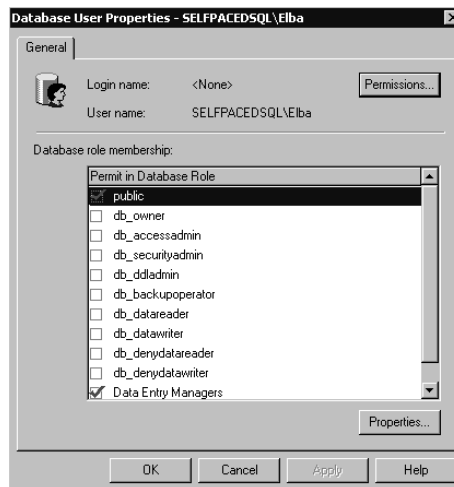 Database User Properties - SELFPACEDSQL\Elba
General
Login name: <None> Permissions...
User name: SELFPACEDSQL\Elba
Database role membership:
Permit in Database Role
public
db_owner
db_accessadmin
db_securityadmin
db_ddladmin
db_backupoperator
db_datareader
db_datawriter
db_denydatareader
db_denydatawriter
Data Entry Managers
Properties...
OK Cancel Apply Help